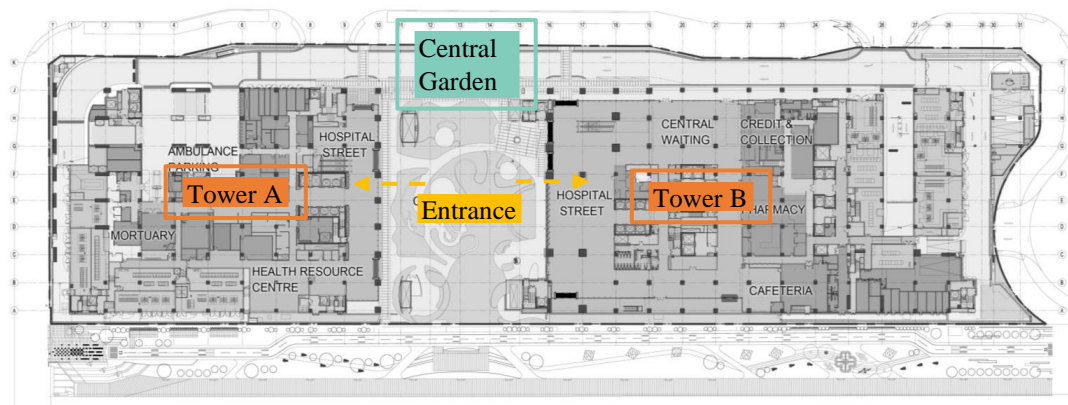 Central
Garden
HOSPITAL
STREET
CENTRAL
WAITING
CREDIT &
COLLECTION
AMBULANCE
PARKING
Tower A
Entrance
HOSPITAL
STREET
Tower B
PHARMACY
MORTUARY
HEALTH RESOURCE
CENTRE
CAFETERIA